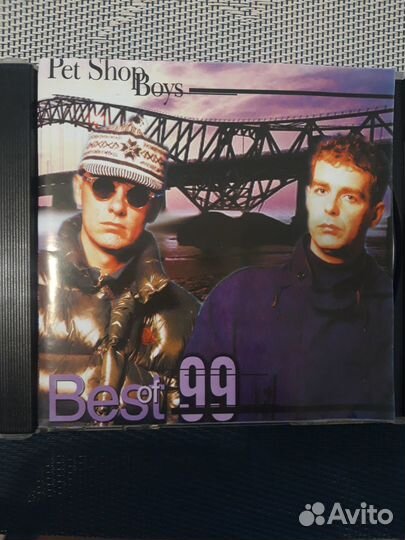 Pet Shop
Boys
Best of 99
Avito